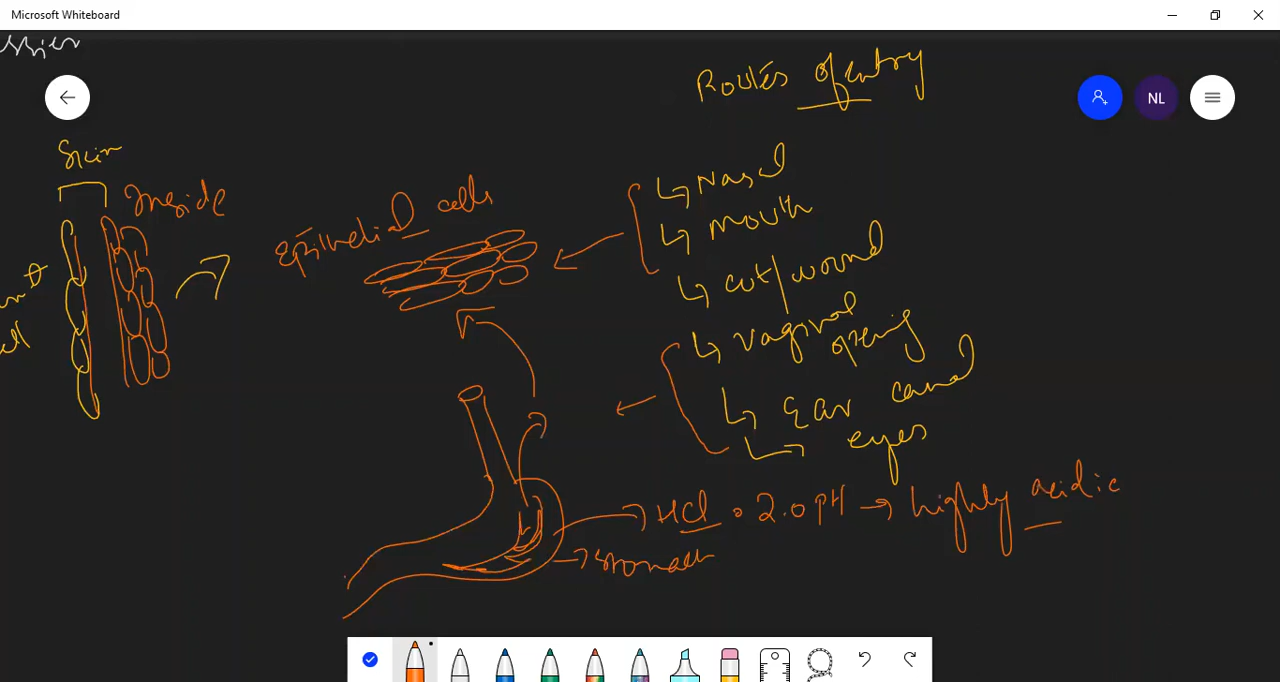 Microsoft Whiteboard
Routes of entry
NL
Skin
Inside
Epithelial cells
Nasal
mouth
cut/wound
vaginal opening
Ear canal
eyes
HCl. 2.0 pH → highly acidic
→ stomach